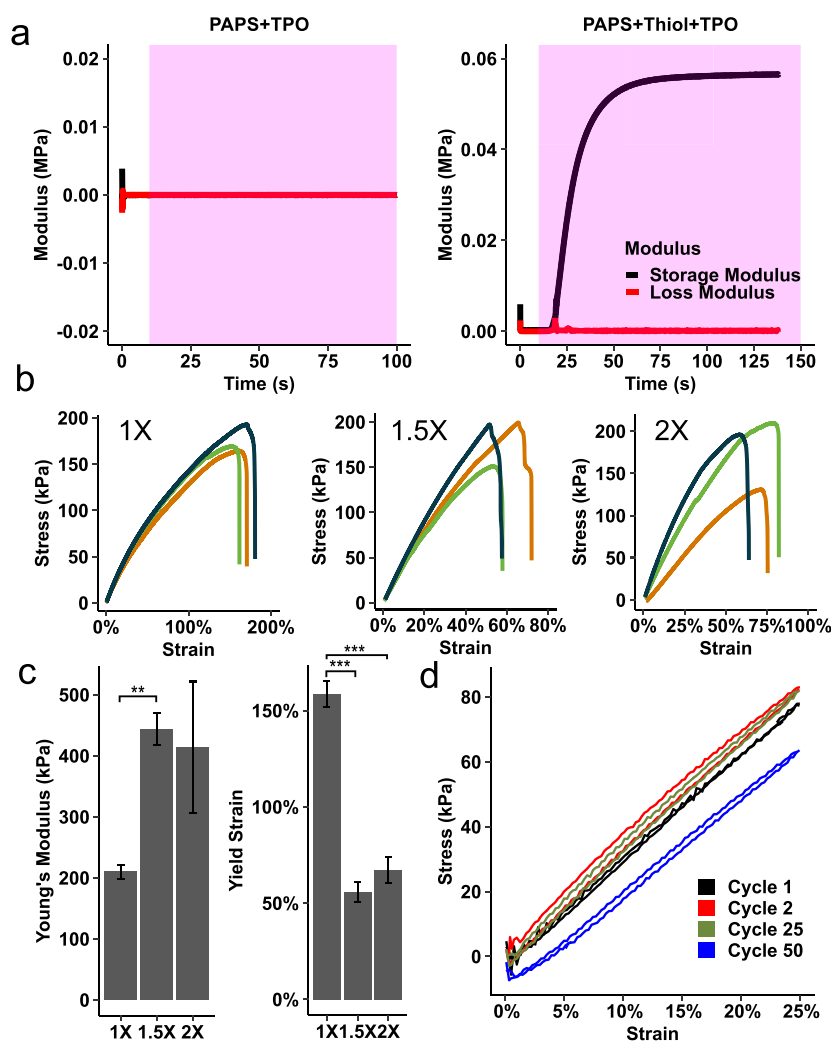 a
PAPS+TPO
PAPS+Thiol+TPO
Modulus (MPa)
0.02
0.01
0.00
-0.01
-0.02
0 25 50 75 100
Time (s)
Modulus (MPa)
0.06
0.04
0.02
0.00
Modulus
Storage Modulus
Loss Modulus
0 25 50 75 100 125 150
Time (s)
b
1X
Stress (kPa)
200
150
100
50
0
0% 100% 200%
Strain
1.5X
Stress (kPa)
200
150
100
50
0
0% 20% 40% 60% 80%
Strain
2X
Stress (kPa)
200
150
100
50
0
0% 25% 50% 75% 100%
Strain
c
Young's Modulus (kPa)
500
400
300
200
100
0
**
1X 1.5X 2X
Yield Strain
150%
100%
50%
0%
***
***
1X 1.5X 2X
d
Stress (kPa)
80
60
40
20
0
Cycle 1
Cycle 2
Cycle 25
Cycle 50
0% 5% 10% 15% 20% 25%
Strain